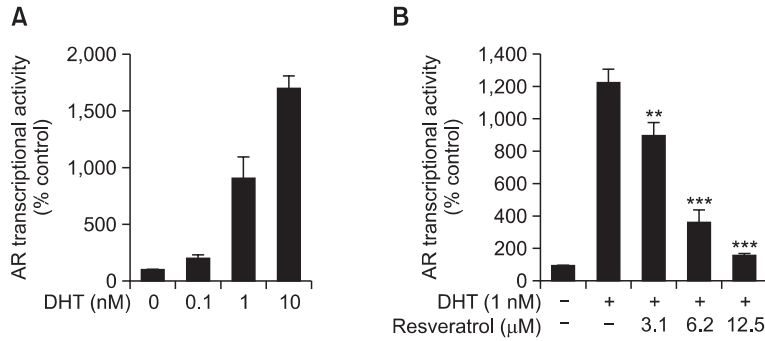 A
AR transcriptional activity
(% control)
2,000
1,500
1,000
500
0
DHT (nM) 0 0.1 1 10
B
AR transcriptional activity
(% control)
1,400
1,200
1,000
800
600
400
200
0
**
***
***
DHT (1 nM) – + + + +
Resveratrol (μM) – – 3.1 6.2 12.5